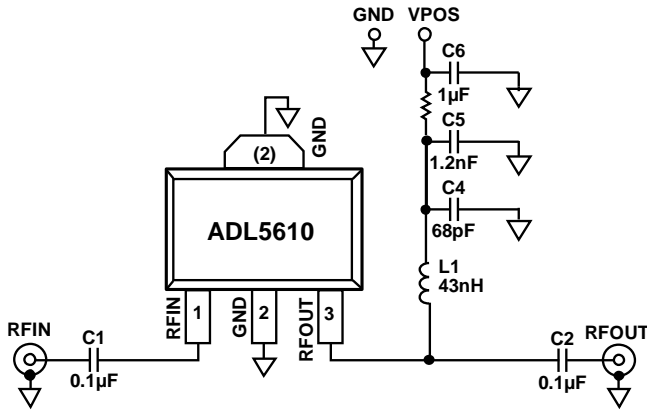 GND VPOS
C6
1µF
C5
1.2nF
C4
68pF
L1
43nH
(2)
GND
ADL5610
RFIN
1
GND
2
RFOUT
3
RFIN
C1
0.1µF
C2
0.1µF
RFOUT